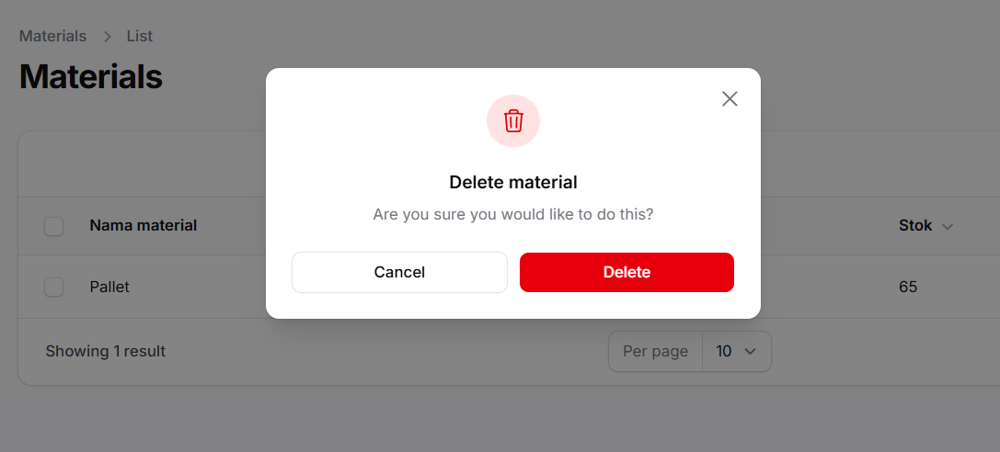 Materials > List
Materials
Delete material
Are you sure you would like to do this?
Cancel Delete
Nama material Stok
Pallet 65
Showing 1 result Per page 10